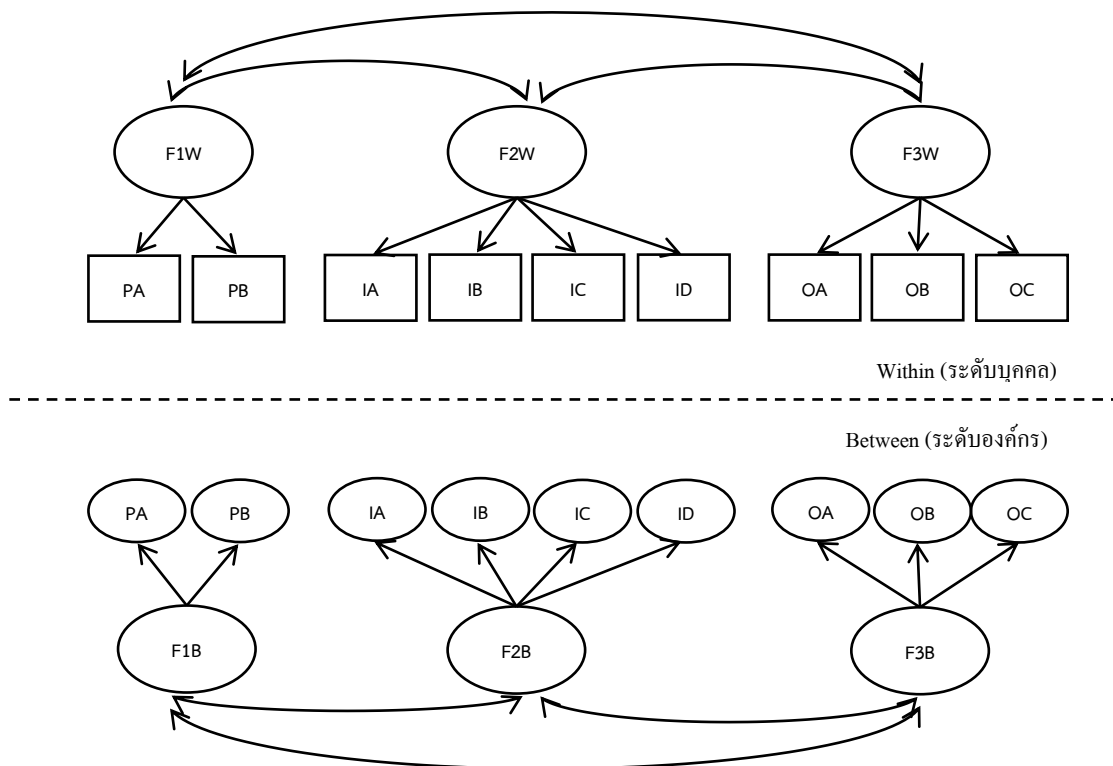 F1W F2W F3W
PA PB IA IB IC ID OA OB OC
Within (ระดับบุคคล)
Between (ระดับองค์กร)
PA PB IA IB IC ID OA OB OC
F1B F2B F3B